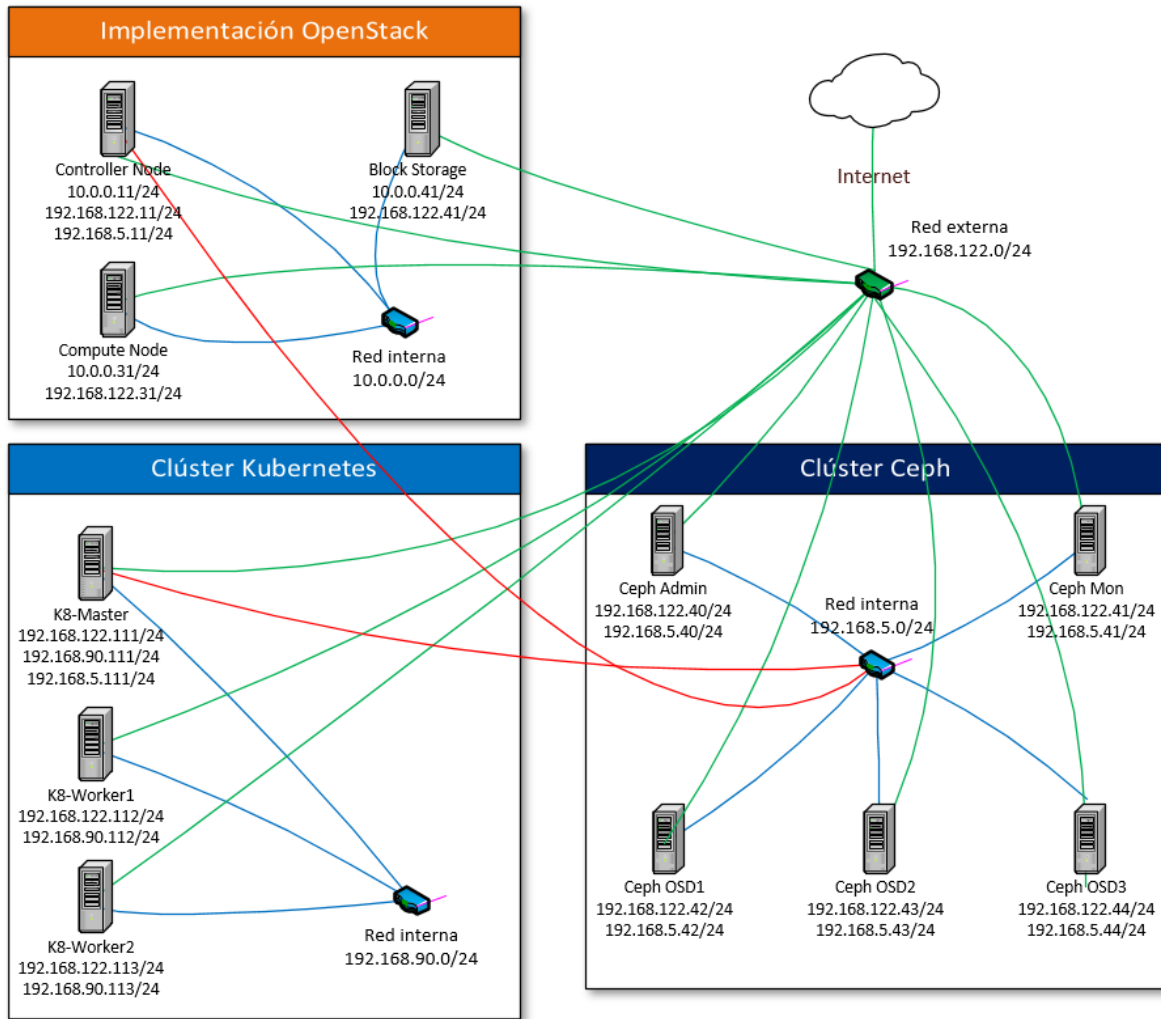 Implementación OpenStack
Controller Node
10.0.0.11/24
192.168.122.11/24
192.168.5.11/24
Block Storage
10.0.0.41/24
192.168.122.41/24
Compute Node
10.0.0.31/24
192.168.122.31/24
Red interna
10.0.0.0/24
Internet
Red externa
192.168.122.0/24
Clúster Kubernetes
K8-Master
192.168.122.111/24
192.168.90.111/24
192.168.5.111/24
K8-Worker1
192.168.122.112/24
192.168.90.112/24
K8-Worker2
192.168.122.113/24
192.168.90.113/24
Red interna
192.168.90.0/24
Clúster Ceph
Ceph Admin
192.168.122.40/24
192.168.5.40/24
Red interna
192.168.5.0/24
Ceph Mon
192.168.122.41/24
192.168.5.41/24
Ceph OSD1
192.168.122.42/24
192.168.5.42/24
Ceph OSD2
192.168.122.43/24
192.168.5.43/24
Ceph OSD3
192.168.122.44/24
192.168.5.44/24